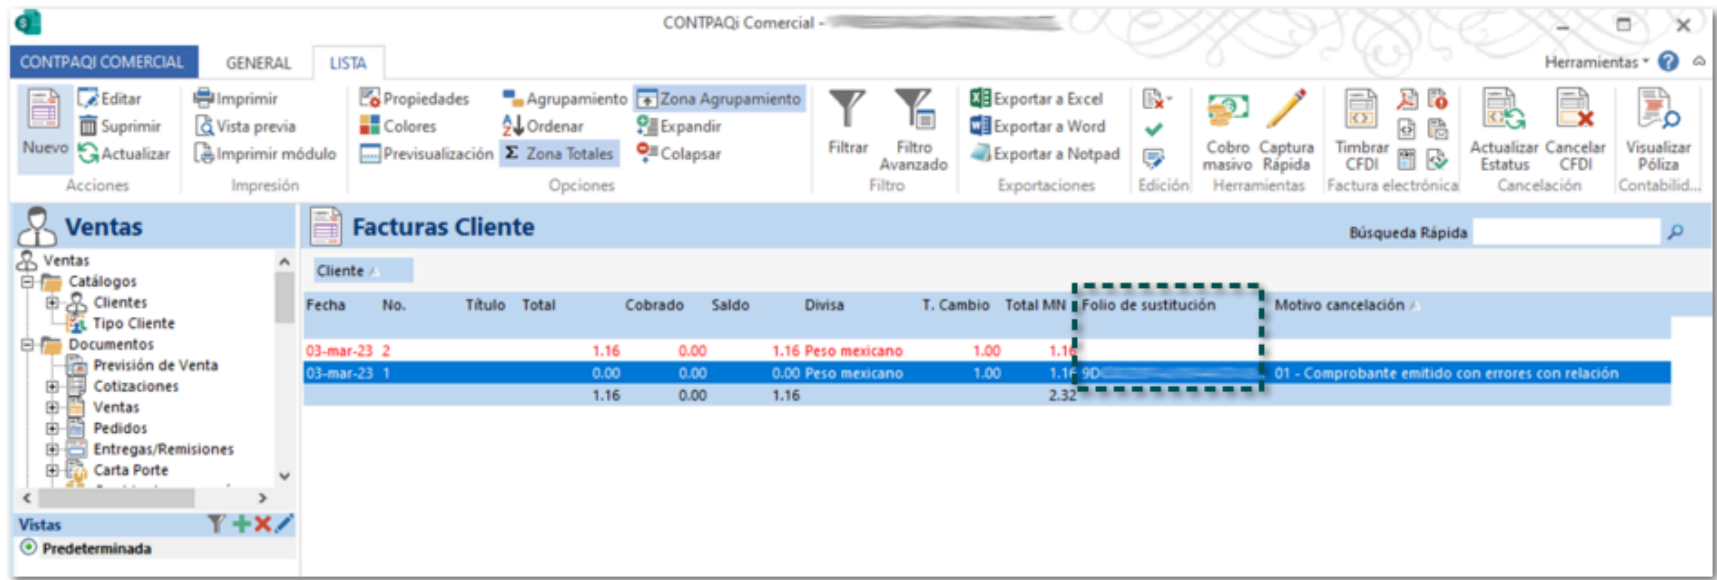 CONTPAQi Comercial -
CONTPAQi COMERCIAL GENERAL LISTA Herramientas
Nuevo
Editar
Suprimir
Actualizar
Acciones
Imprimir
Vista previa
Imprimir módulo
Impresión
Propiedades
Colores
Previsualización
Agrupamiento
Ordenar
Σ Zona Totales
Zona Agrupamiento
Expandir
Colapsar
Opciones
Filtrar
Filtro Avanzado
Filtro
Exportar a Excel
Exportar a Word
Exportar a Notpad
Exportaciones
Edición
Cobro masivo
Captura Rápida
Herramientas
Timbrar CFDI
Factura electrónica
Actualizar Estatus
Cancelar CFDI
Cancelación
Visualizar Póliza
Contabilid...
Ventas
Ventas
Catálogos
Clientes
Tipo Cliente
Documentos
Previsión de Venta
Cotizaciones
Ventas
Pedidos
Entregas/Remisiones
Carta Porte
Vistas
Predeterminada
Facturas Cliente
Búsqueda Rápida
Cliente
Fecha No. Título Total Cobrado Saldo Divisa T. Cambio Total MN Folio de sustitución Motivo cancelación
03-mar-23 2 1.16 0.00 1.16 Peso mexicano 1.00 1.16
03-mar-23 1 0.00 0.00 0.00 Peso mexicano 1.00 1.16 01 - Comprobante emitido con errores con relación
1.16 0.00 1.16 2.32